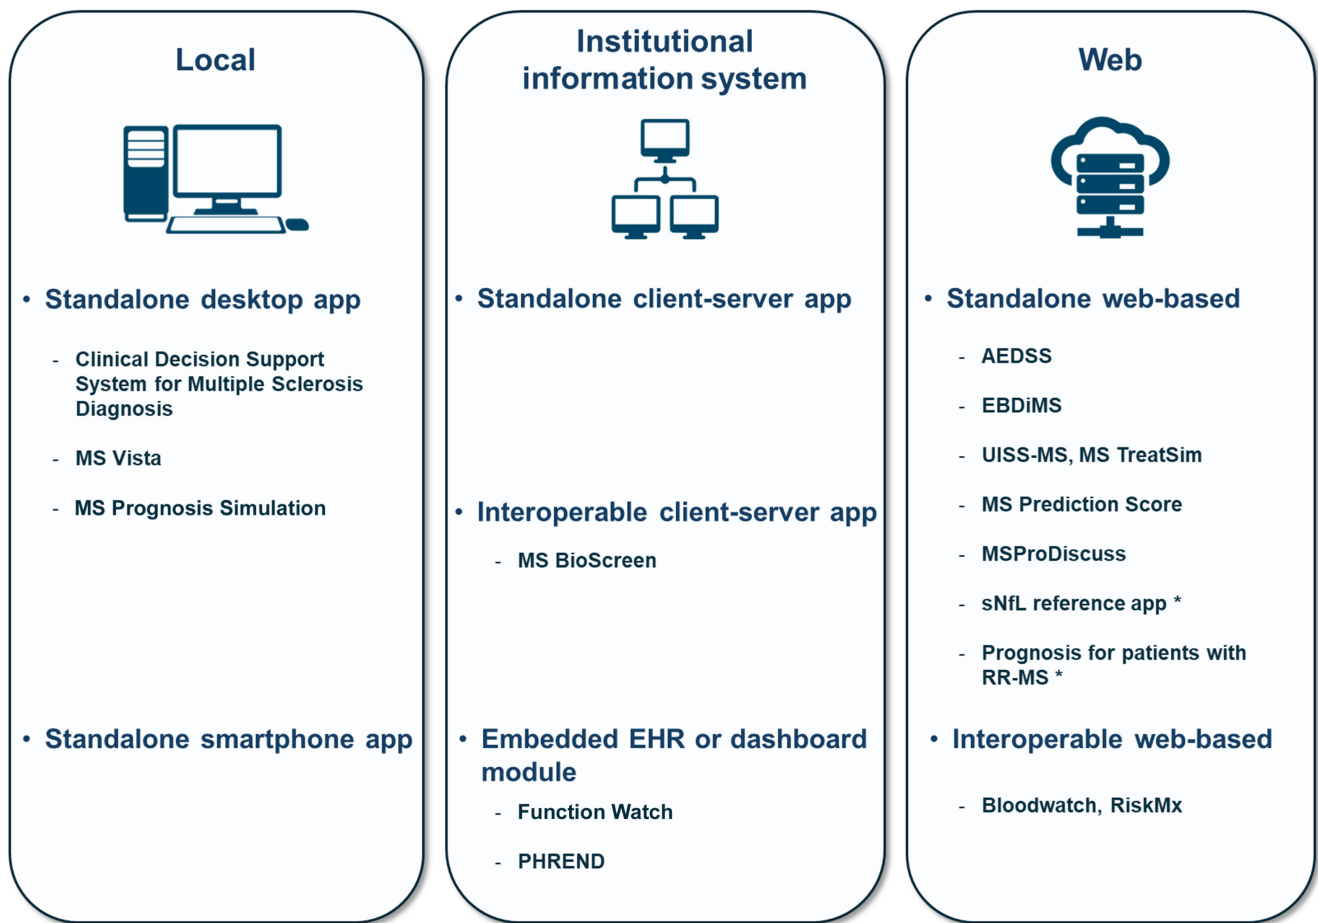 Local
• Standalone desktop app
- Clinical Decision Support
System for Multiple Sclerosis
Diagnosis
- MS Vista
- MS Prognosis Simulation
• Standalone smartphone app
Institutional
information system
• Standalone client-server app
• Interoperable client-server app
- MS BioScreen
• Embedded EHR or dashboard
module
- Function Watch
- PHREND
Web
• Standalone web-based
- AEDSS
- EBDiMS
- UISS-MS, MS TreatSim
- MS Prediction Score
- MSProDiscuss
- sNfL reference app *
- Prognosis for patients with
RR-MS *
• Interoperable web-based
- Bloodwatch, RiskMx